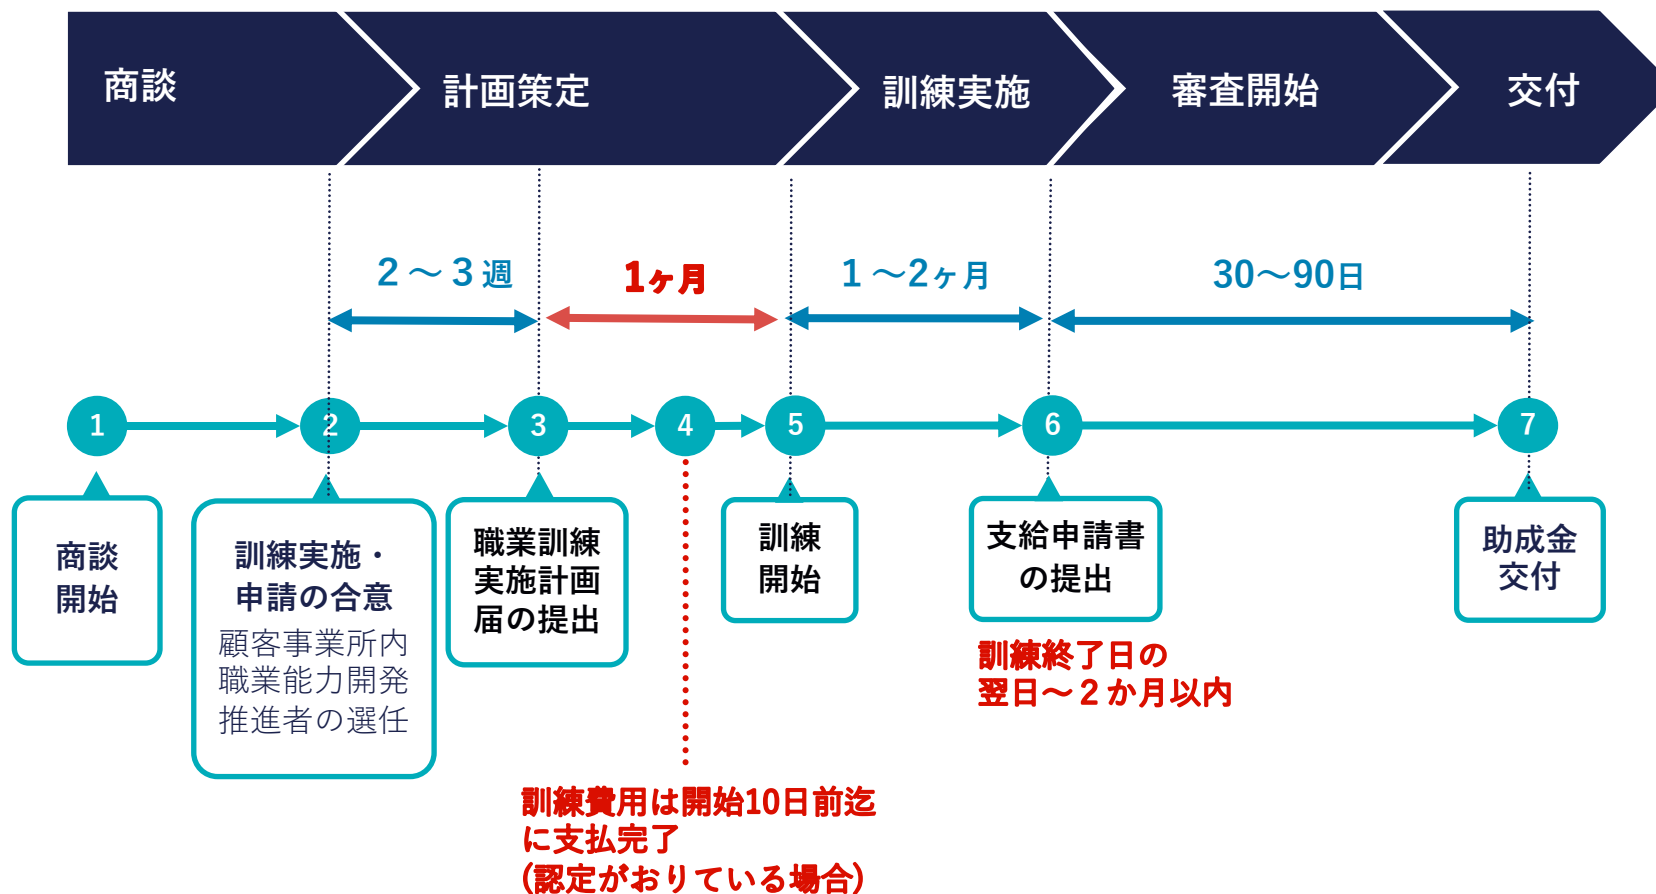 商談
計画策定
訓練実施
審査開始
交付
2～3週
1ヶ月
1～2ヶ月
30～90日
1
2
3
4
5
6
7
商談
開始
訓練実施・
申請の合意
顧客事業所内
職業能力開発
推進者の選任
職業訓練
実施計画
届の提出
訓練
開始
支給申請書
の提出
助成金
交付
訓練終了日の
翌日～2か月以内
訓練費用は開始10日前迄
に支払完了
(認定がおりている場合)